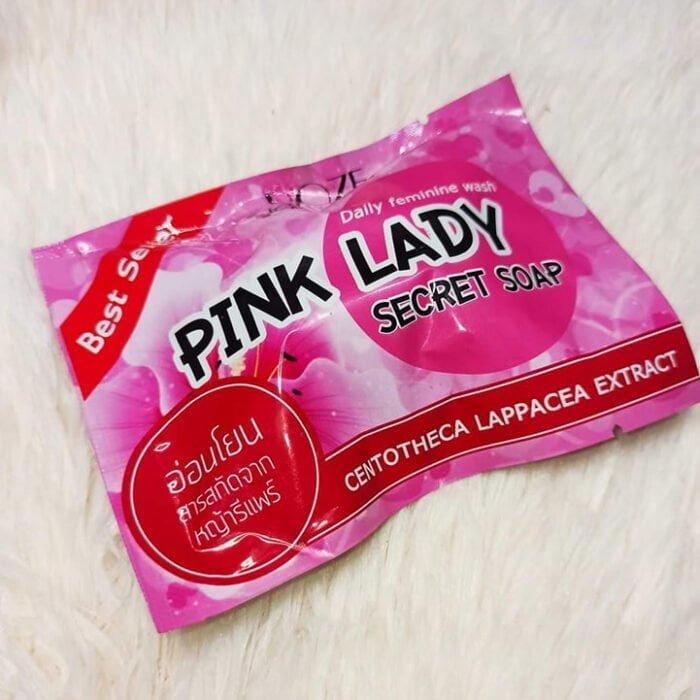 Best Seller
Daily feminine wash
PINK LADY
SECRET SOAP
CENTOTHECA LAPPACEA EXTRACT
อ่อนโยน
สารสกัดจาก
หญ้ารีแพร์